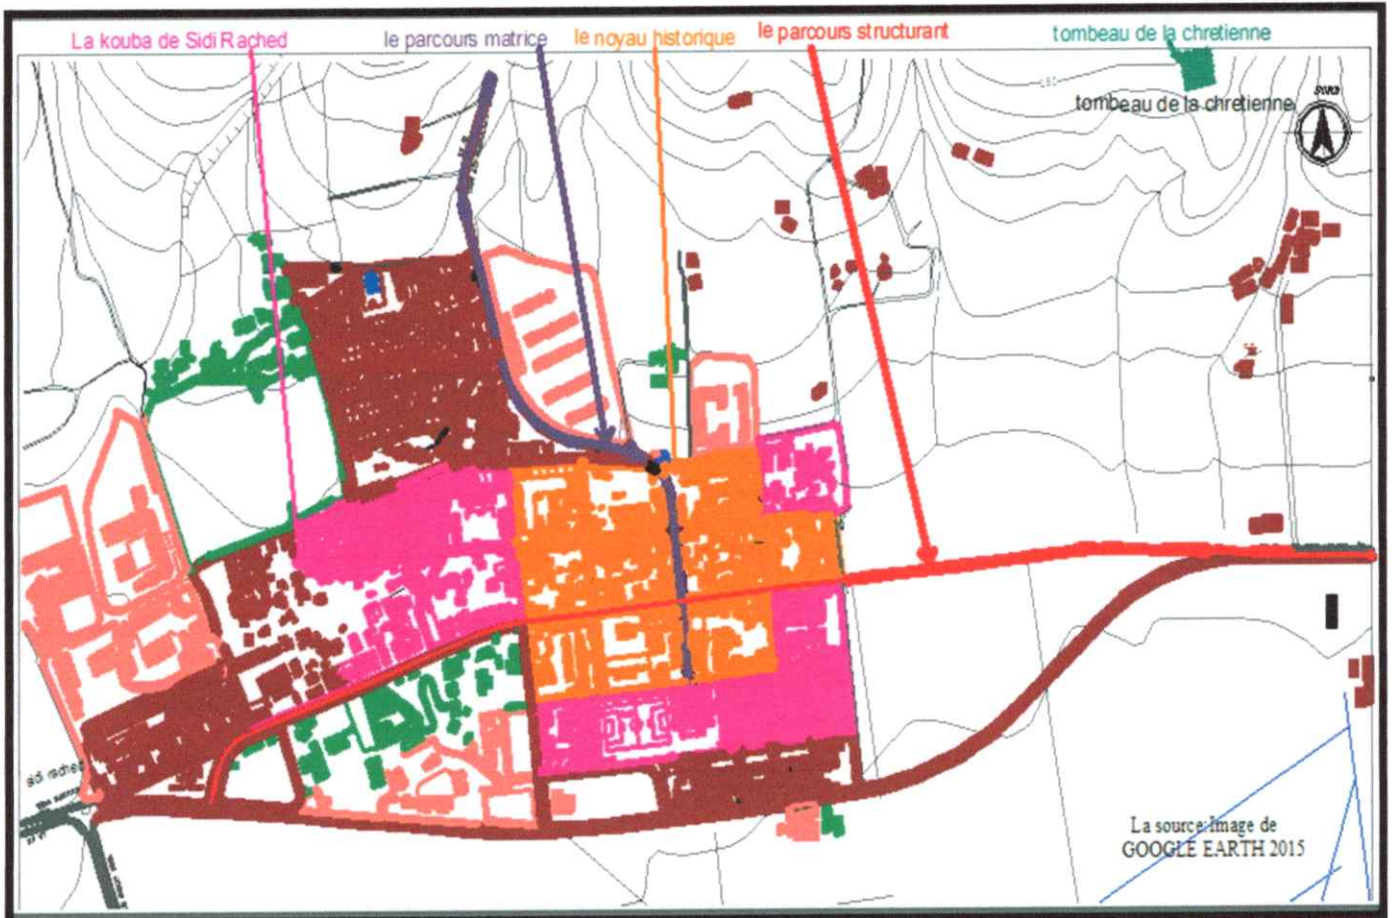 La kouba de Sidi Rached
le parcours matrice
le noyau historique
le parcours structurant
tombeau de la chretienne
tombeau de la chretienne
NORD
sidi rached
La source:Image de
GOOGLE EARTH 2015